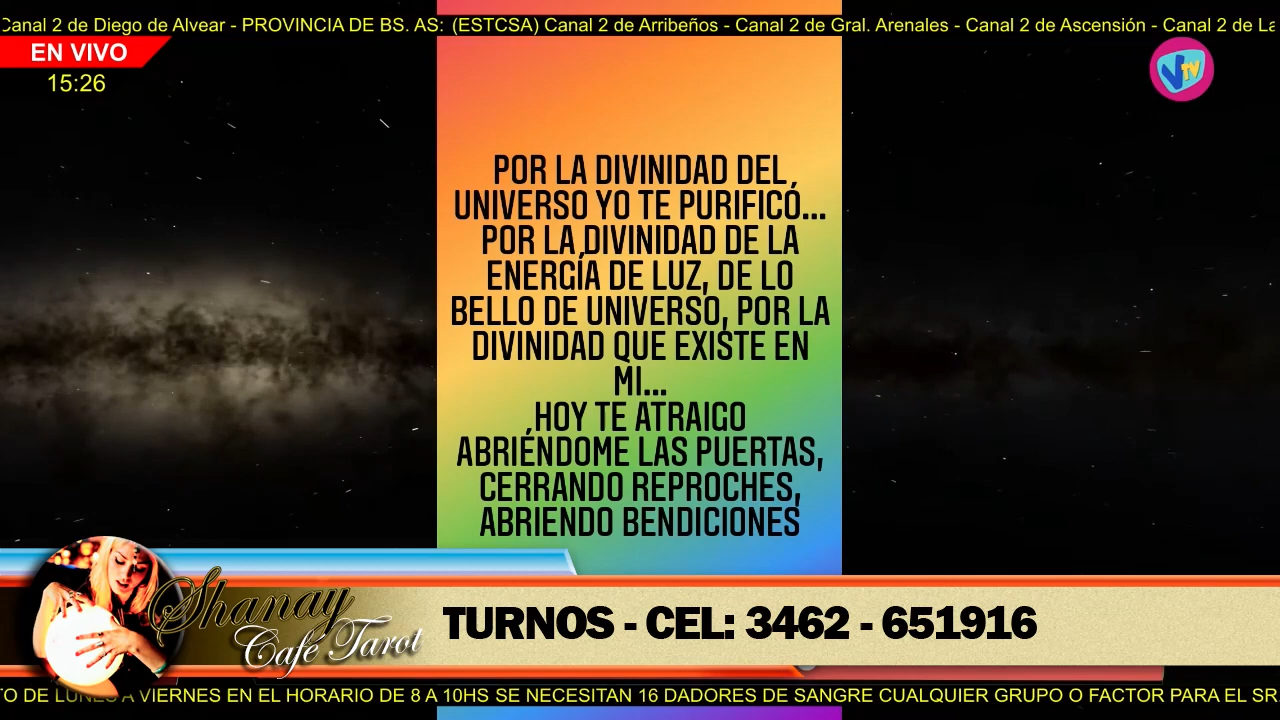 Canal 2 de Diego de Alvear - PROVINCIA DE BS. AS: (ESTCSA) Canal 2 de Arribeños - Canal 2 de Gral. Arenales - Canal 2 de Ascensión - Canal 2 de
EN VIVO
15:26
VTV
POR LA DIVINIDAD DEL
UNIVERSO YO TE PURIFICÓ...
POR LA DIVINIDAD DE LA
ENERGÍA DE LUZ, DE LO
BELLO DE UNIVERSO, POR LA
DIVINIDAD QUE EXISTE EN
MI...
HOY TE ATRAIGO
ABRIÉNDOME LAS PUERTAS,
CERRANDO REPROCHES,
ABRIENDO BENDICIONES
Shanay
Cafe Tarot
TURNOS - CEL: 3462 - 651916
DE LUNES A VIERNES EN EL HORARIO DE 8 A 10HS SE NECESITAN 16 DADORES DE SANGRE CUALQUIER GRUPO O FACTOR PARA EL SR